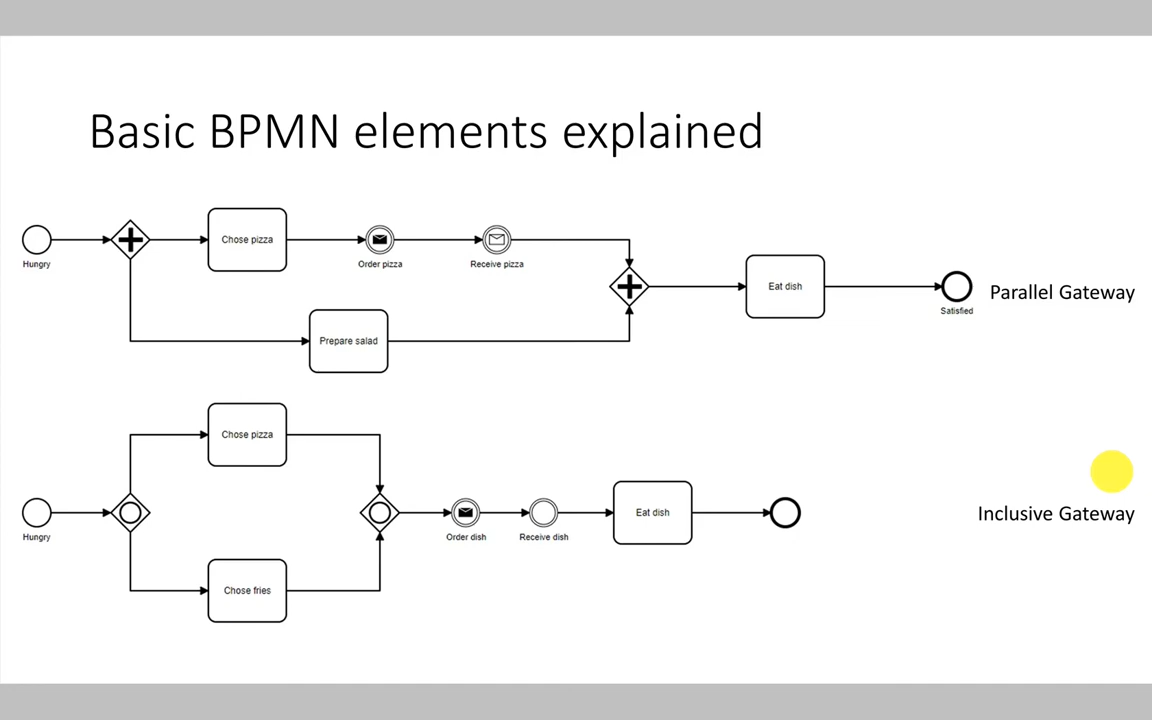 Basic BPMN elements explained
Chose pizza
Hungry
Order pizza
Receive pizza
Eat dish
Satisfied
Parallel Gateway
Prepare salad
Chose pizza
Hungry
Order dish
Receive dish
Eat dish
Inclusive Gateway
Chose fries